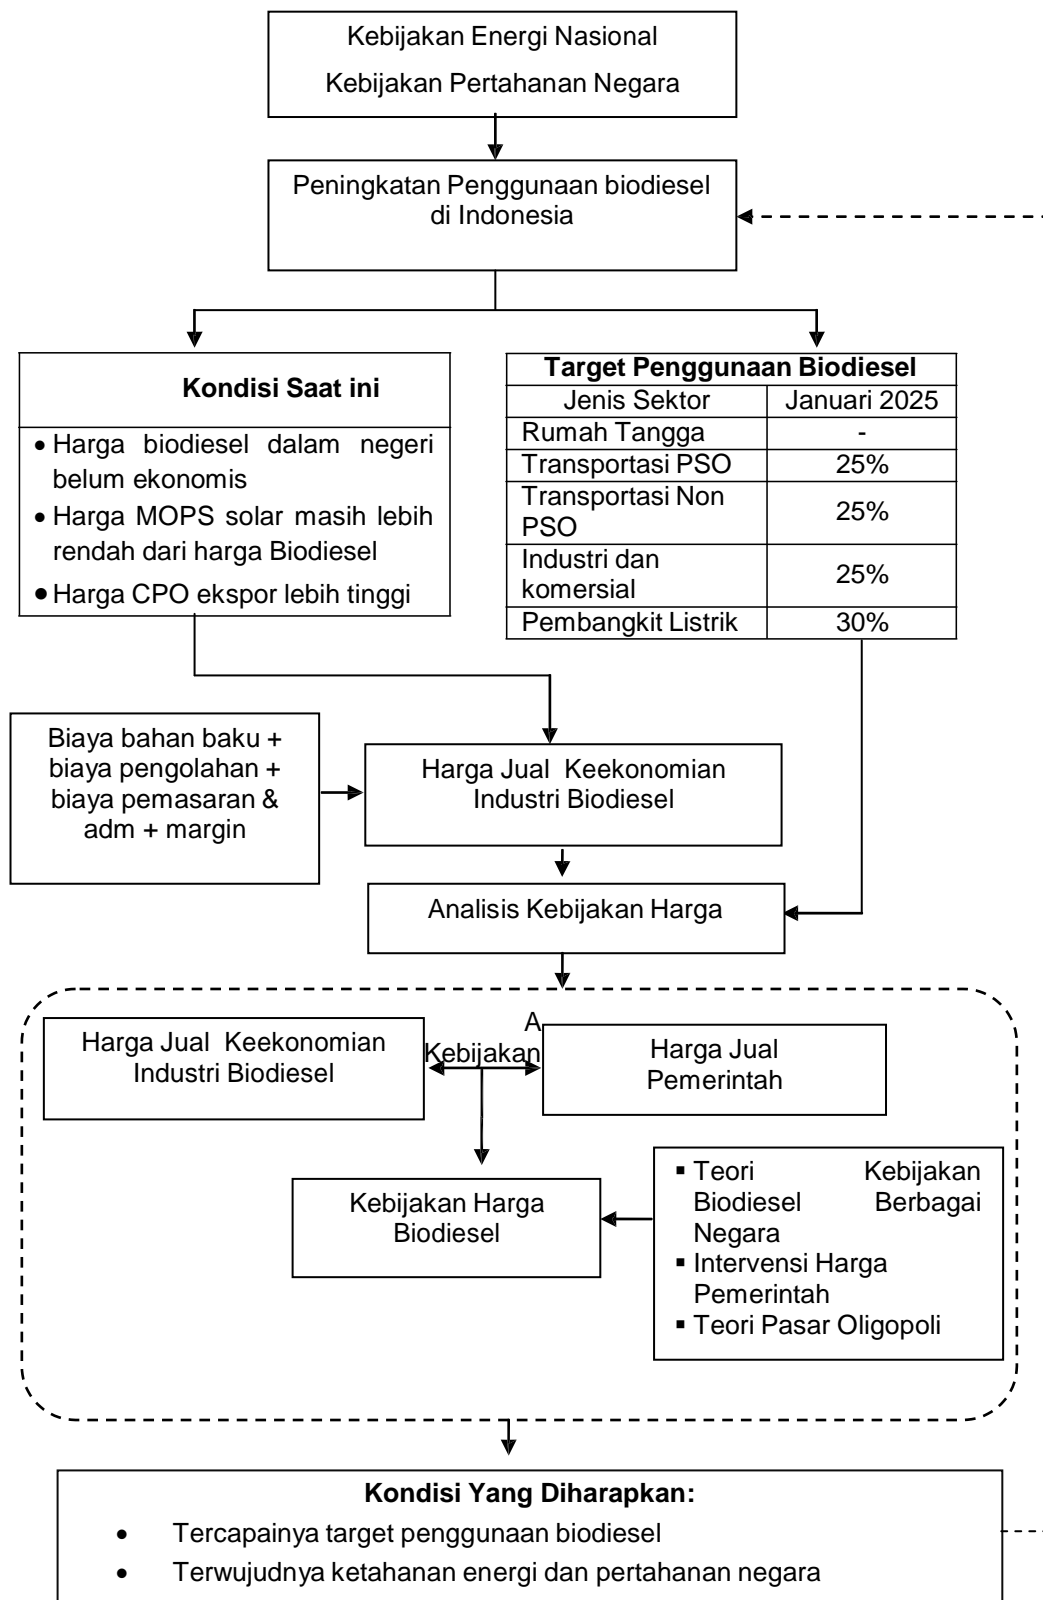 Kebijakan Energi Nasional
Kebijakan Pertahanan Negara
Peningkatan Penggunaan biodiesel
di Indonesia
Kondisi Saat ini
• Harga biodiesel dalam negeri
belum ekonomis
• Harga MOPS solar masih lebih
rendah dari harga Biodiesel
• Harga CPO ekspor lebih tinggi
Target Penggunaan Biodiesel
Jenis Sektor Januari 2025
Rumah Tangga -
Transportasi PSO 25%
Transportasi Non
PSO 25%
Industri dan
komersial 25%
Pembangkit Listrik 30%
Biaya bahan baku +
biaya pengolahan +
biaya pemasaran &
adm + margin
Harga Jual Keekonomian
Industri Biodiesel
Analisis Kebijakan Harga
Harga Jual Keekonomian
Industri Biodiesel
A
Kebijakan
Harga Jual
Pemerintah
Kebijakan Harga
Biodiesel
▪ Teori Kebijakan
Biodiesel Berbagai
Negara
▪ Intervensi Harga
Pemerintah
▪ Teori Pasar Oligopoli
Kondisi Yang Diharapkan:
• Tercapainya target penggunaan biodiesel
• Terwujudnya ketahanan energi dan pertahanan negara